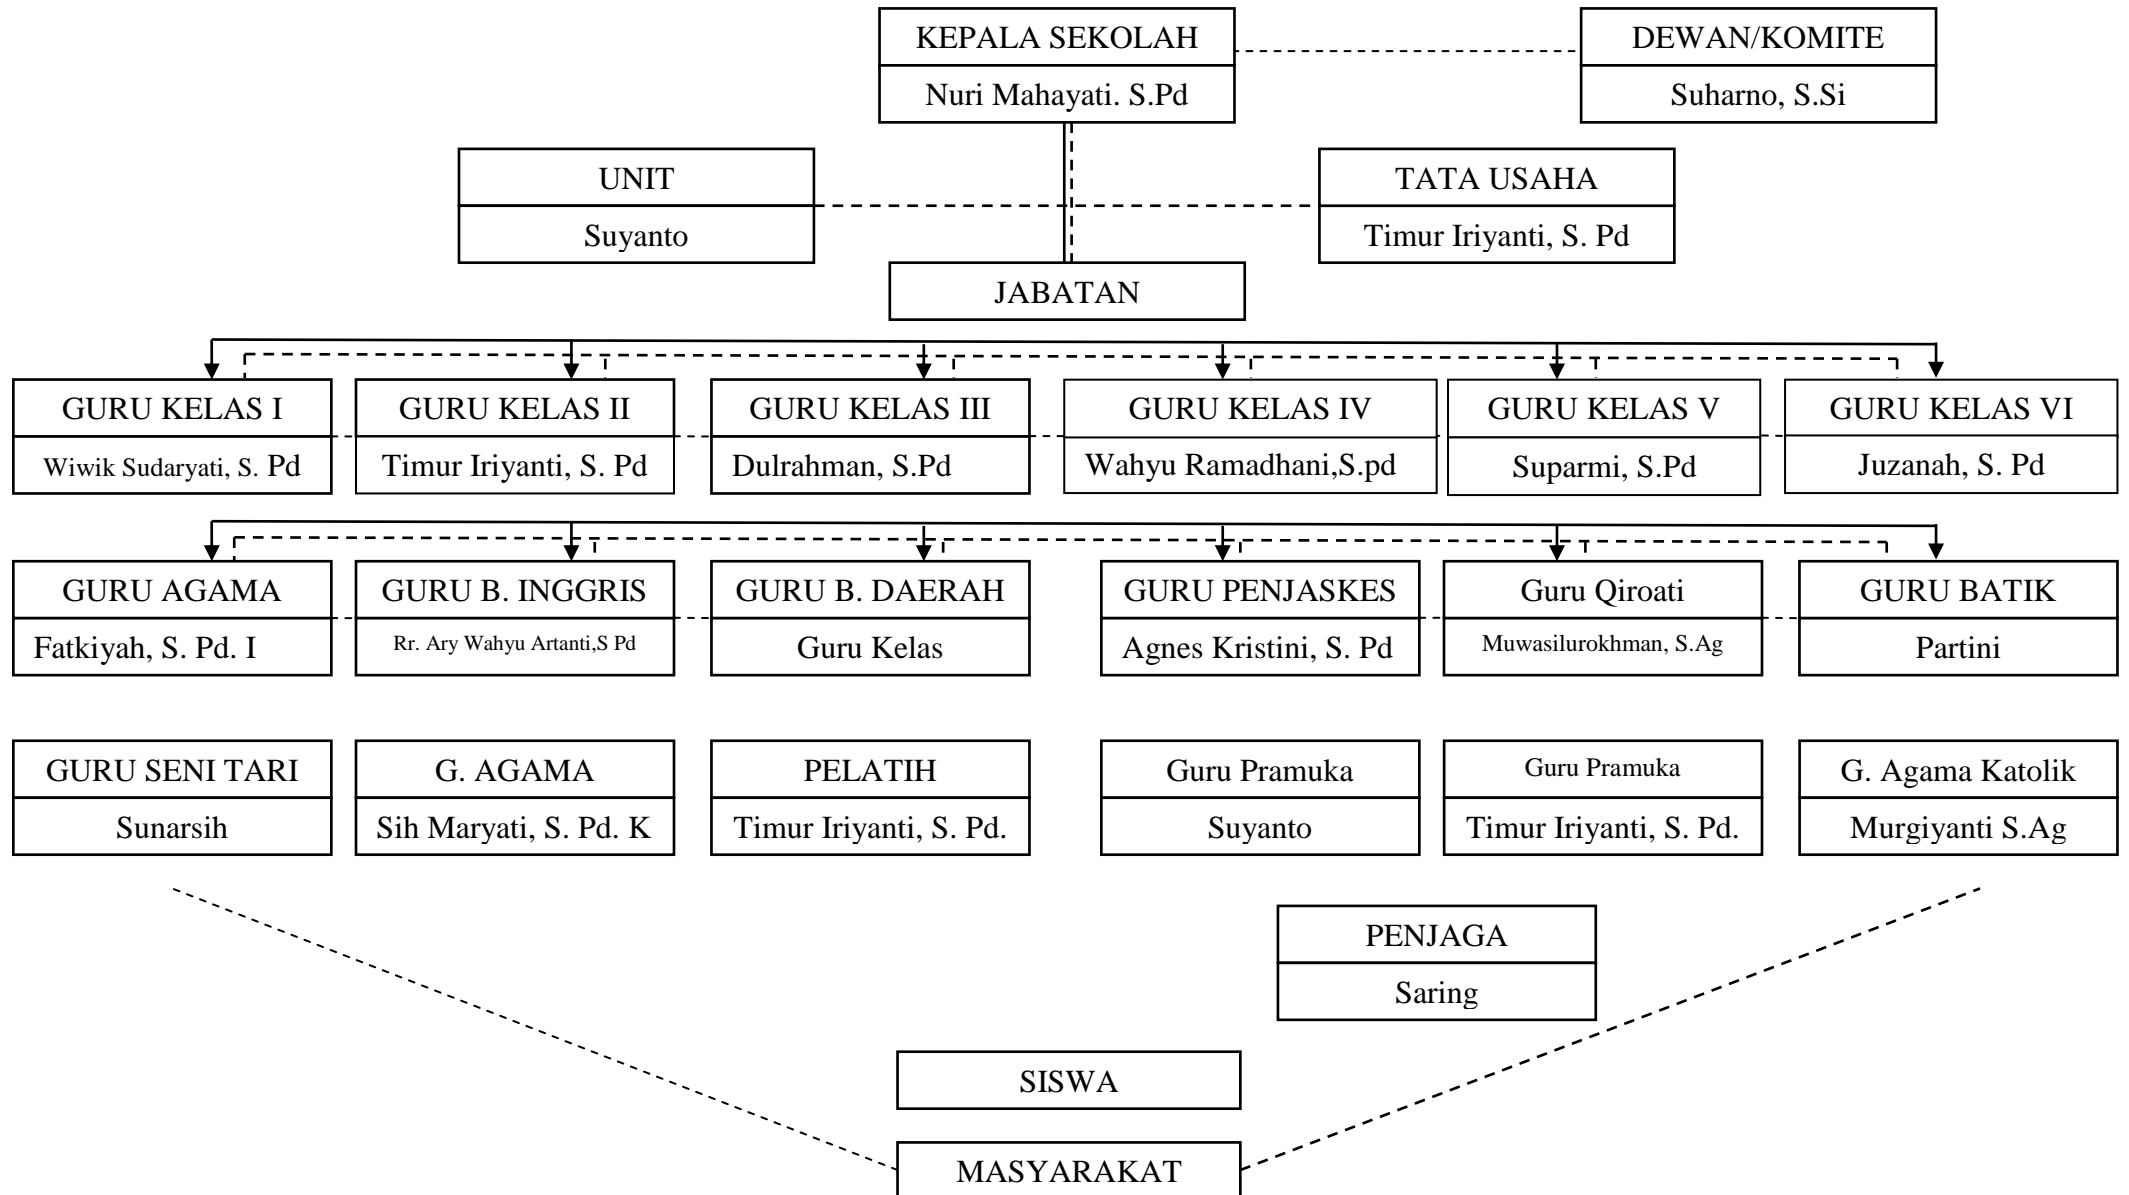 KEPALA SEKOLAH
Nuri Mahayati. S.Pd
DEWAN/KOMITE
Suharno, S.Si
UNIT
Suyanto
TATA USAHA
Timur Iriyanti, S. Pd
JABATAN
GURU KELAS I
Wiwik Sudaryati, S. Pd
GURU KELAS II
Timur Iriyanti, S. Pd
GURU KELAS III
Dulrahman, S.Pd
GURU KELAS IV
Wahyu Ramadhani,S.pd
GURU KELAS V
Suparmi, S.Pd
GURU KELAS VI
Juzanah, S. Pd
GURU AGAMA
Fatkiyah, S. Pd. I
GURU B. INGGRIS
Rr. Ary Wahyu Artanti,S Pd
GURU B. DAERAH
Guru Kelas
GURU PENJASKES
Agnes Kristini, S. Pd
Guru Qiroati
Muwasilurokhman, S.Ag
GURU BATIK
Partini
GURU SENI TARI
Sunarsih
G. AGAMA
Sih Maryati, S. Pd. K
PELATIH
Timur Iriyanti, S. Pd.
Guru Pramuka
Suyanto
Guru Pramuka
Timur Iriyanti, S. Pd.
G. Agama Katolik
Murgiyanti S.Ag
PENJAGA
Saring
SISWA
MASYARAKAT